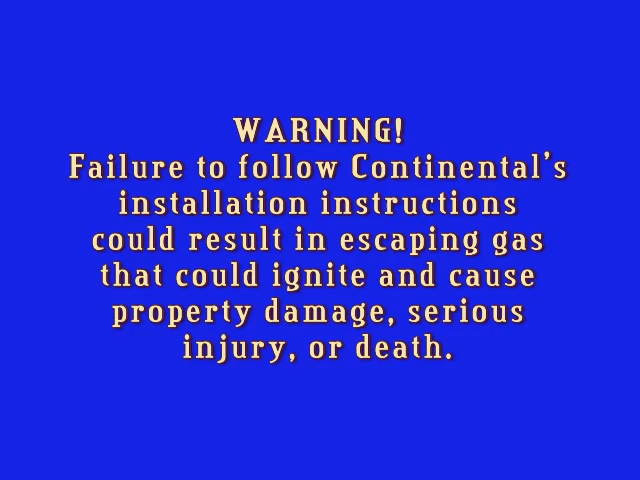 WARNING!
Failure to follow Continental's
installation instructions
could result in escaping gas
that could ignite and cause
property damage, serious
injury, or death.